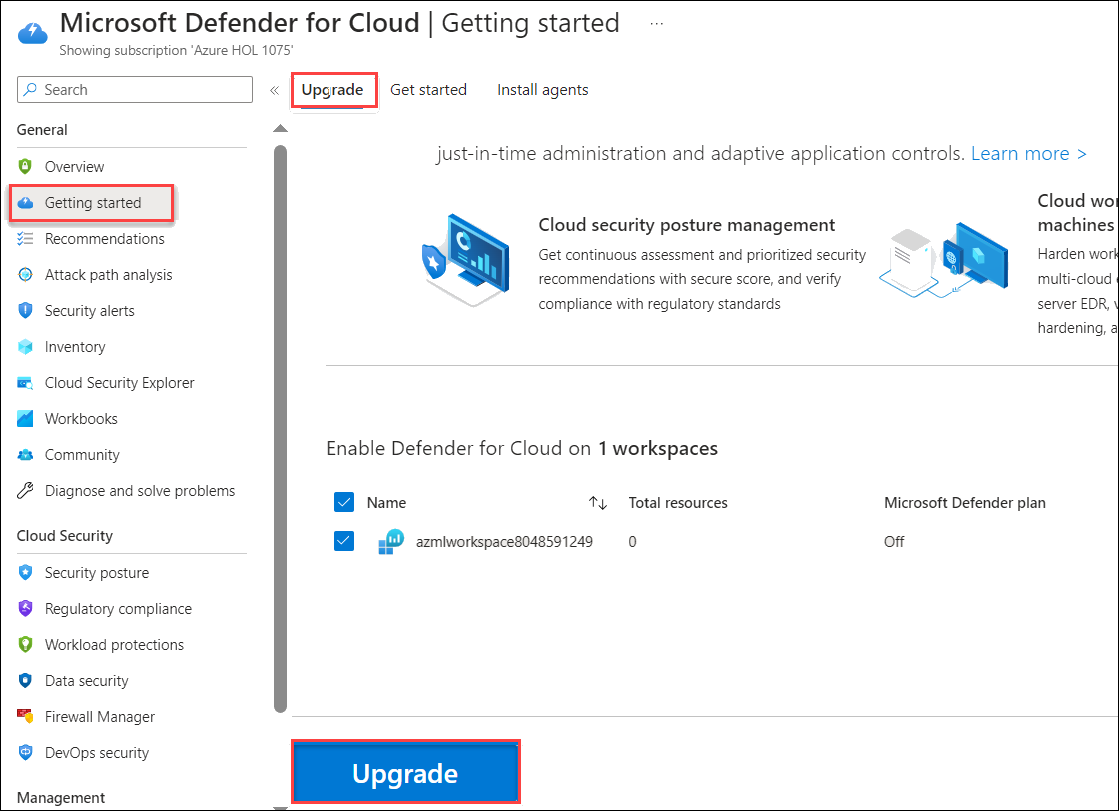 Microsoft Defender for Cloud | Getting started ...
Showing subscription 'Azure HOL 1075'
Search
«
Upgrade
Get started
Install agents
General
Overview
Getting started
Recommendations
Attack path analysis
Security alerts
Inventory
Cloud Security Explorer
Workbooks
Community
Diagnose and solve problems
Cloud Security
Security posture
Regulatory compliance
Workload protections
Data security
Firewall Manager
DevOps security
Management
just-in-time administration and adaptive application controls. Learn more >
Cloud security posture management
Get continuous assessment and prioritized security
recommendations with secure score, and verify
compliance with regulatory standards
Cloud wor
machines
Harden work
multi-cloud
server EDR,
hardening, a
Enable Defender for Cloud on 1 workspaces
Name ↑↓ Total resources Microsoft Defender plan
azmlworkspace8048591249 0 Off
Upgrade